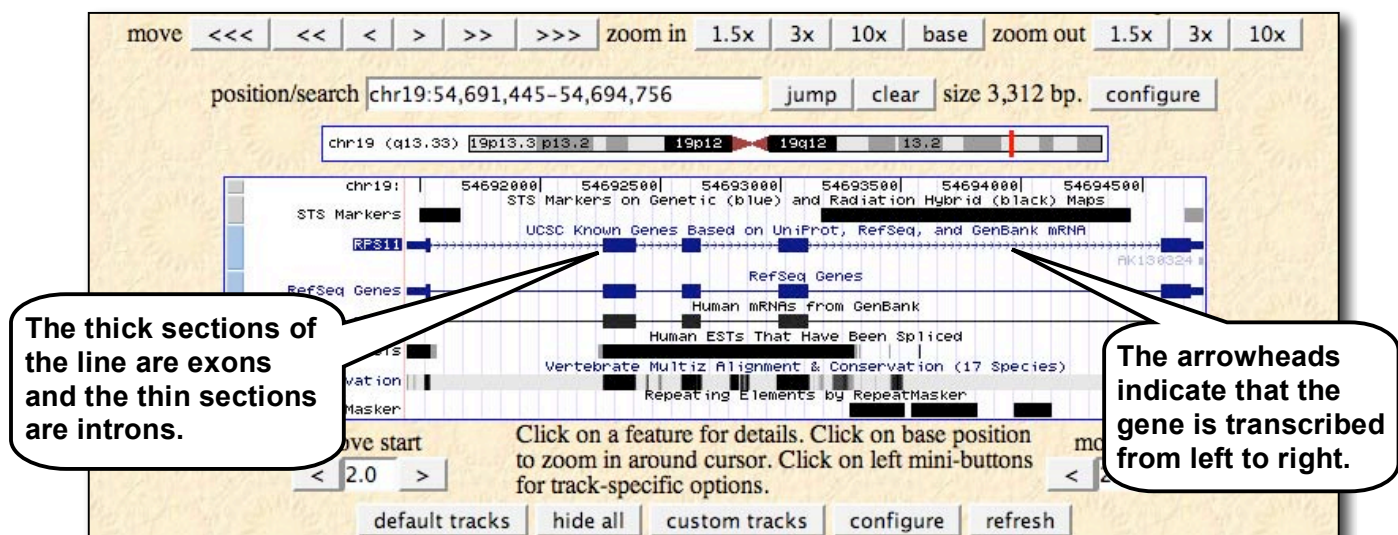 move <<< << < > >> >>> zoom in 1.5x 3x 10x base zoom out 1.5x 3x 10x
position/search chr19:54,691,445-54,694,756 jump clear size 3,312 bp. configure
chr19 (q13.33) 19p13.3 p13.2 19p12 19q12 13.2
chr19: 54692000| 54692500| 54693000| 54693500| 54694000| 54694500|
STS Markers on Genetic (blue) and Radiation Hybrid (black) Maps
STS Markers
UCSC Known Genes Based on UniProt, RefSeq, and GenBank mRNA
RPS11
AK130324
RefSeq Genes
RefSeq Genes
Human mRNAs from GenBank
Human ESTs That Have Been Spliced
Vertebrate Multiz Alignment & Conservation (17 Species)
vation
Repeating Elements by RepeatMasker
Masker
The thick sections of
the line are exons
and the thin sections
are introns.
The arrowheads
indicate that the
gene is transcribed
from left to right.
ove start
< 2.0 >
Click on a feature for details. Click on base position
to zoom in around cursor. Click on left mini-buttons
for track-specific options.
<
default tracks hide all custom tracks configure refresh